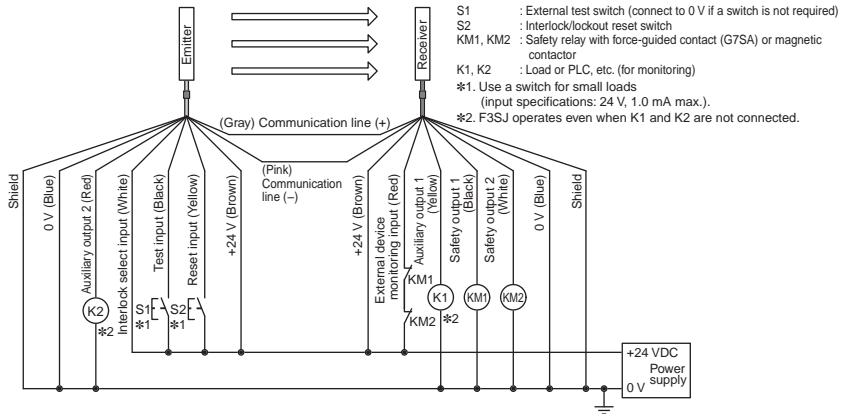 S1 : External test switch (connect to 0 V if a switch is not required)
S2 : Interlock/lockout reset switch
KM1, KM2 : Safety relay with force-guided contact (G7SA) or magnetic
contactor
K1, K2 : Load or PLC, etc. (for monitoring)
✽1. Use a switch for small loads
(input specifications: 24 V, 1.0 mA max.).
✽2. F3SJ operates even when K1 and K2 are not connected.
Emitter
Receiver
(Gray) Communication line (+)
(Pink)
Communication
line (−)
Shield
0 V (Blue)
Auxiliary output 2 (Red)
Interlock select input (White)
Test input (Black)
Reset input (Yellow)
+24 V (Brown)
+24 V (Brown)
External device
monitoring input (Red)
Auxiliary output 1
(Yellow)
Safety output 1
(Black)
Safety output 2
(White)
0 V (Blue)
Shield
K2
✽2
S1
✽1
S2
✽1
KM1
KM2
K1
✽2
KM1
KM2
+24 VDC
Power
supply
0 V